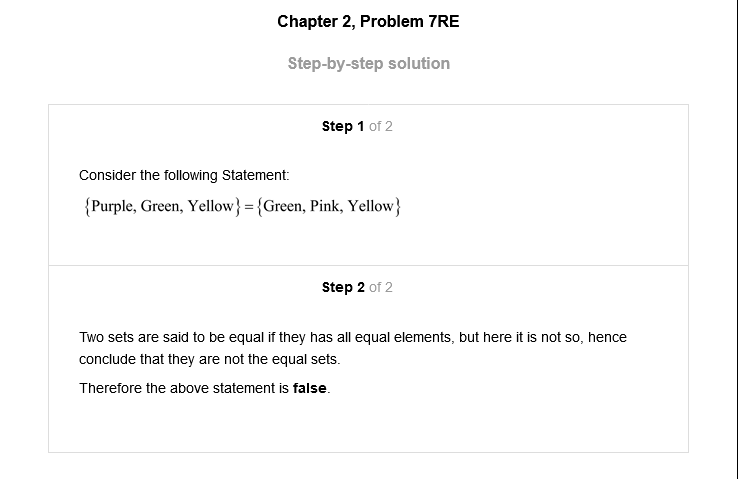 Chapter 2, Problem 7RE
Step-by-step solution
Step 1 of 2
Consider the following Statement:
{Purple, Green, Yellow} = {Green, Pink, Yellow}
Step 2 of 2
Two sets are said to be equal if they has all equal elements, but here it is not so, hence
conclude that they are not the equal sets.
Therefore the above statement is false.